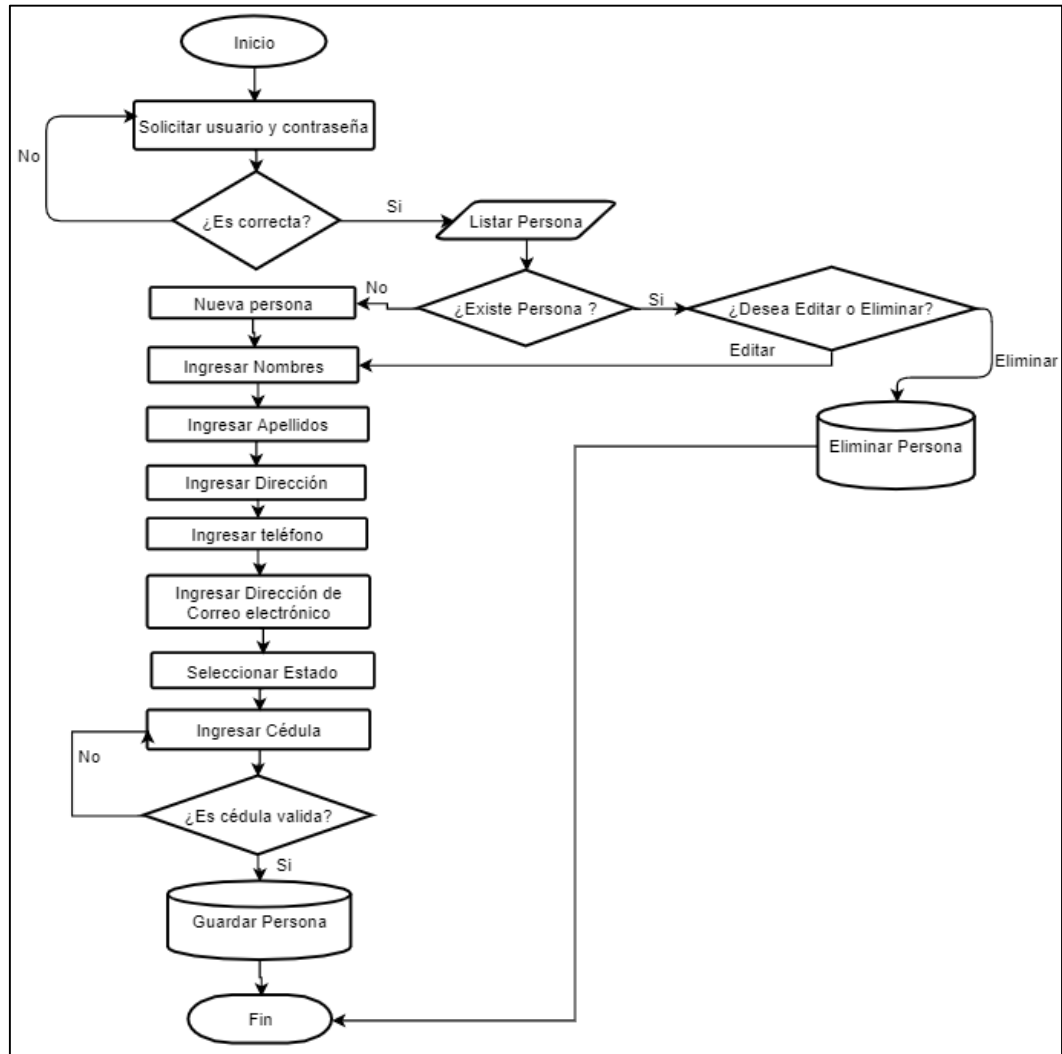 Inicio
Solicitar usuario y contraseña
No
¿Es correcta?
Si
Listar Persona
No
Nueva persona
¿Existe Persona ?
Si
¿Desea Editar o Eliminar?
Editar
Eliminar
Ingresar Nombres
Eliminar Persona
Ingresar Apellidos
Ingresar Dirección
Ingresar teléfono
Ingresar Dirección de
Correo electrónico
Seleccionar Estado
Ingresar Cédula
No
¿Es cédula valida?
Si
Guardar Persona
Fin